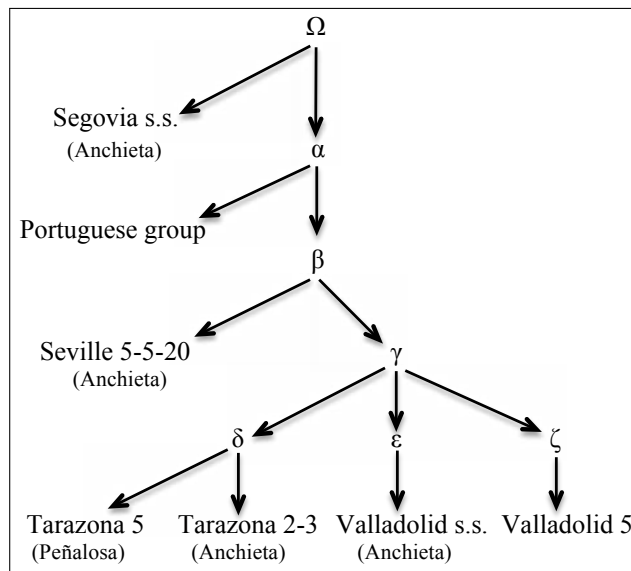 Ω
Segovia s.s.
(Anchieta)
α
Portuguese group
β
Seville 5-5-20
(Anchieta)
γ
δ ε ζ
Tarazona 5 Tarazona 2-3 Valladolid s.s. Valladolid 5
(Peñalosa) (Anchieta) (Anchieta)